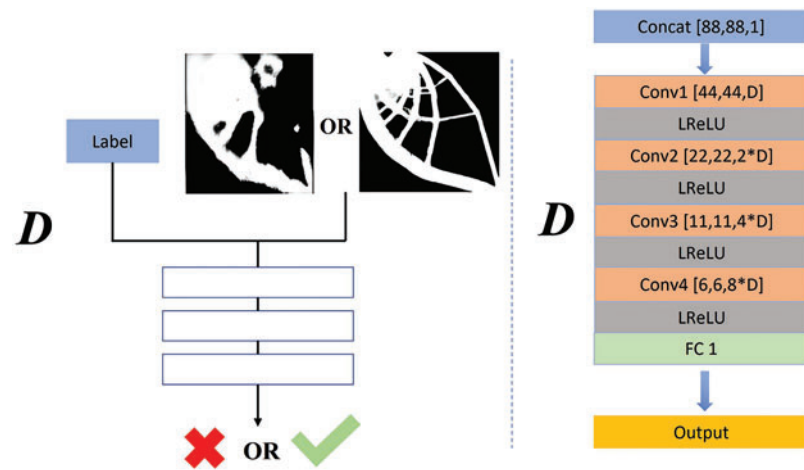 Label
OR
D
OR
Concat [88,88,1]
Conv1 [44,44,D]
LReLU
Conv2 [22,22,2*D]
LReLU
D
Conv3 [11,11,4*D]
LReLU
Conv4 [6,6,8*D]
LReLU
FC 1
Output